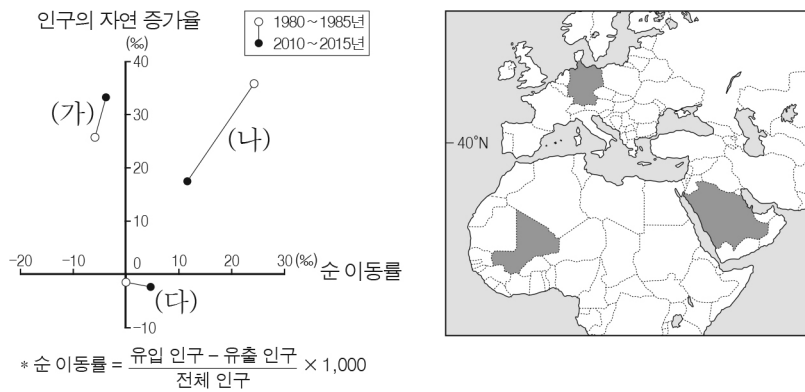 인구의 자연 증가율
(‰)
1980~1985년
2010~2015년
40
30
20
10
-20
-10
0
10
20
30
(‰)
순 이동률
-10
(가)
(나)
(다)
* 순 이동률 = 유입 인구 - 유출 인구 / 전체 인구 × 1,000
40°N